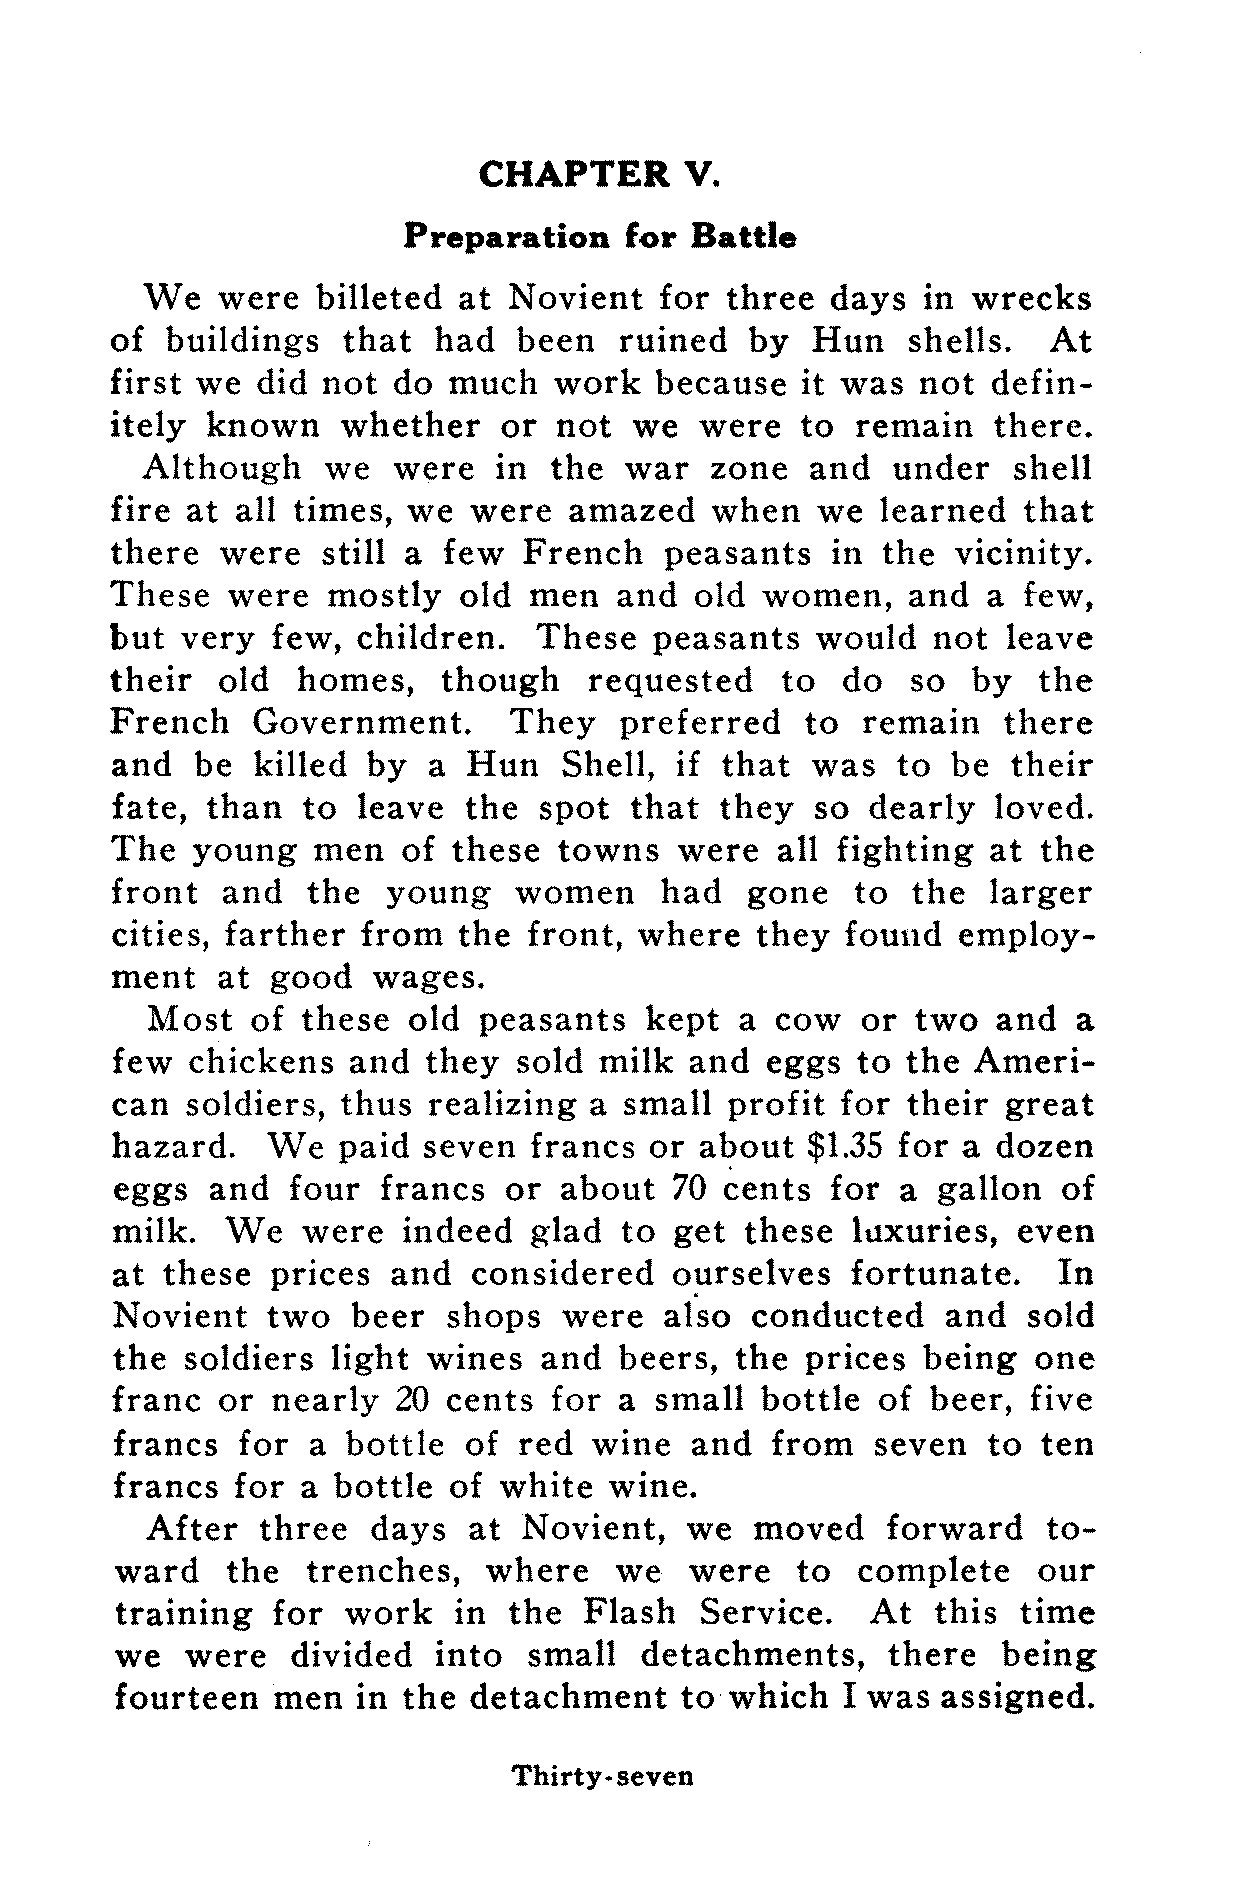 CHAPTER V.
Preparation for Battle
We were billeted at Novient for three days in wrecks
of buildings that had been ruined by Hun shells. At
first we did not do much work because it was not defin-
itely known whether or not we were to remain there.
Although we were in the war zone and under shell
fire at all times, we were amazed when we learned that
there were still a few French peasants in the vicinity.
These were mostly old men and old women, and a few,
but very few, children. These peasants would not leave
their old homes, though requested to do so by the
French Government. They preferred to remain there
and be killed by a Hun Shell, if that was to be their
fate, than to leave the spot that they so dearly loved.
The young men of these towns were all fighting at the
front and the young women had gone to the larger
cities, farther from the front, where they found employ-
ment at good wages.
Most of these old peasants kept a cow or two and a
few chickens and they sold milk and eggs to the Ameri-
can soldiers, thus realizing a small profit for their great
hazard. We paid seven francs or about $1.35 for a dozen
eggs and four francs or about 70 cents for a gallon of
milk. We were indeed glad to get these luxuries, even
at these prices and considered ourselves fortunate. In
Novient two beer shops were also conducted and sold
the soldiers light wines and beers, the prices being one
franc or nearly 20 cents for a small bottle of beer, five
francs for a bottle of red wine and from seven to ten
francs for a bottle of white wine.
After three days at Novient, we moved forward to-
ward the trenches, where we were to complete our
training for work in the Flash Service. At this time
we were divided into small detachments, there being
fourteen men in the detachment to which I was assigned.
Thirty-seven